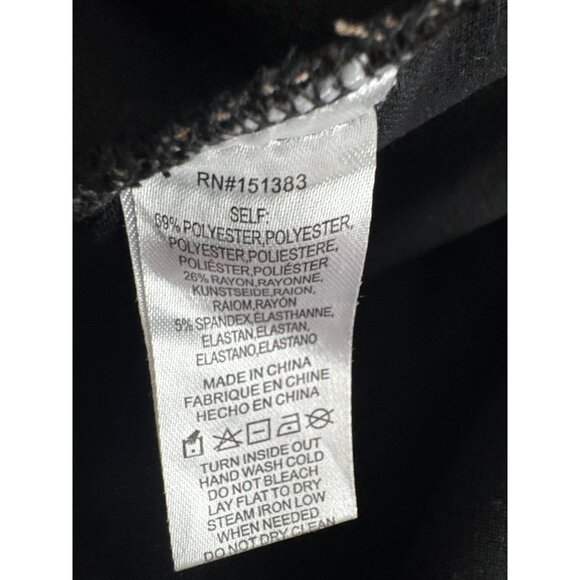 RN#151383
SELF:
69% POLYESTER,POLYESTER,
POLYESTER,POLIESTERE,
POLIÉSTER,POLIÉSTER
26% RAYON,RAYONNE,
KUNSTSEIDE,RAION,
RAIOM,RAYÓN
5% SPANDEX,ÉLASTHANNE,
ELASTAN,ELASTAN,
ELASTANO,ELASTANO
MADE IN CHINA
FABRIQUE EN CHINE
HECHO EN CHINA
TURN INSIDE OUT
HAND WASH COLD
DO NOT BLEACH
LAY FLAT TO DRY
STEAM IRON LOW
WHEN NEEDED.
DO NOT DRY CLEAN